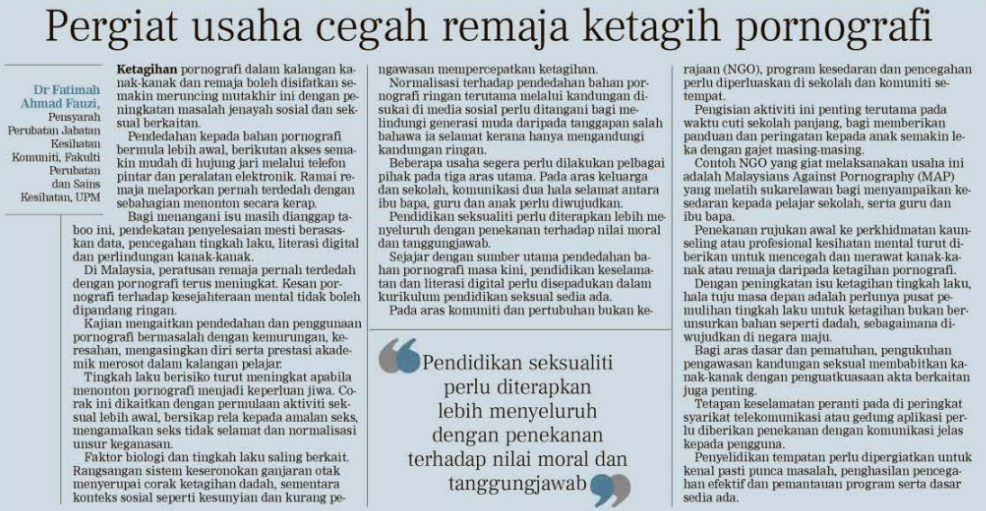 Pergiat usaha cegah remaja ketagih pornografi
Dr Fatimah
Ahmad Fauzi,
Pensyarah
Perubatan Jabatan
Kesihatan
Komuniti, Fakulti
Perubatan
dan Sains
Kesihatan, UPM
Ketagihan pornografi dalam kalangan ka-
nak-kanak dan remaja boleh disifatkan se-
makin meruncing mutakhir ini dengan pe-
ningkatan masalah jenayah sosial dan sek-
sual berkaitan.
Pendedahan kepada bahan pornografi
bermula lebih awal, berikutan akses sema-
kin mudah di hujung jari melalui telefon
pintar dan peralatan elektronik. Ramai re-
maja melaporkan pernah terdedah dengan
sebahagian menonton secara kerap.
Bagi menangani isu masih dianggap ta-
boo ini, pendekatan penyelesaian mesti berasas-
kan data, pencegahan tingkah laku, literasi digital
dan perlindungan kanak-kanak.
Di Malaysia, peratusan remaja pernah terdedah
dengan pornografi terus meningkat. Kesan por-
nografi terhadap kesejahteraan mental tidak boleh
dipandang ringan.
Kajian mengaitkan pendedahan dan penggunaan
pornografi bermasalah dengan kemurungan, ke-
resahan, mengasingkan diri serta prestasi akade-
mik merosot dalam kalangan pelajar.
Tingkah laku berisiko turut meningkat apabila
menonton pornografi menjadi keperluan jiwa. Co-
rak ini dikaitkan dengan permulaan aktiviti sek-
sual lebih awal, bersikap rela kepada amalan seks,
mengamalkan seks tidak selamat dan normalisasi
unsur keganasan.
Faktor biologi dan tingkah laku saling berkait.
Rangsangan sistem keseronokan ganjaran otak
menyerupai corak ketagihan dadah, sementara
konteks sosial seperti kesunyian dan kurang pe-
ngawasan mempercepatkan ketagihan.
Normalisasi terhadap pendedahan bahan por-
nografi ringan terutama melalui kandungan di-
sukai di media sosial perlu ditangani bagi me-
lindungi generasi muda daripada tanggapan salah
bahawa ia selamat kerana hanya mengandungi
kandungan ringan.
Beberapa usaha segera perlu dilakukan pelbagai
pihak pada tiga aras utama. Pada aras keluarga
dan sekolah, komunikasi dua hala selamat antara
ibu bapa, guru dan anak perlu diwujudkan.
Pendidikan seksualiti perlu diterapkan lebih me-
nyeluruh dengan penekanan terhadap nilai moral
dan tanggungjawab.
Sejajar dengan sumber utama pendedahan ba-
han pornografi masa kini, pendidikan keselama-
tan dan literasi digital perlu disepadukan dalam
kurikulum pendidikan seksual sedia ada.
Pada aras komuniti dan pertubuhan bukan ke-
“Pendidikan seksualiti
perlu diterapkan
lebih menyeluruh
dengan penekanan
terhadap nilai moral dan
tanggungjawab”
rajaan (NGO), program kesedaran dan pencegahan
perlu diperluaskan di sekolah dan komuniti se-
tempat.
Pengisian aktiviti ini penting terutama pada
waktu cuti sekolah panjang, bagi memberikan
panduan dan peringatan kepada anak semakin le-
ka dengan gajet masing-masing.
Contoh NGO yang giat melaksanakan usaha ini
adalah Malaysians Against Pornography (MAP)
yang melatih sukarelawan bagi menyampaikan ke-
sedaran kepada pelajar sekolah, serta guru dan
ibu bapa.
Penekanan rujukan awal ke perkhidmatan kaun-
seling atau profesional kesihatan mental turut di-
berikan untuk mencegah dan merawat kanak-ka-
nak atau remaja daripada ketagihan pornografi.
Dengan peningkatan isu ketagihan tingkah laku,
hala tuju masa depan adalah perlunya pusat pe-
mulihan tingkah laku untuk ketagihan bukan ber-
unsurkan bahan seperti dadah, sebagaimana di-
wujudkan di negara maju.
Bagi aras dasar dan pematuhan, pengukuhan
pengawasan kandungan seksual membabitkan ka-
nak-kanak dengan penguatkuasaan akta berkaitan
juga penting.
Tetapan keselamatan peranti pada di peringkat
syarikat telekomunikasi atau gedung aplikasi per-
lu diberikan penekanan dengan komunikasi jelas
kepada pengguna.
Penyelidikan tempatan perlu dipergiatkan untuk
kenal pasti punca masalah, penghasilan pencega-
han efektif dan pemantauan program serta dasar
sedia ada.